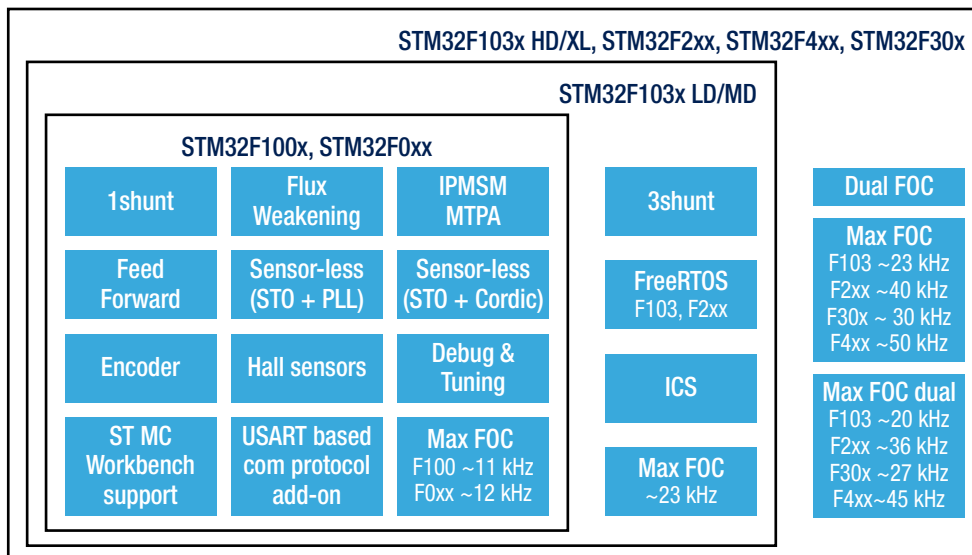 STM32F103x HD/XL, STM32F2xx, STM32F4xx, STM32F30x
STM32F103x LD/MD
STM32F100x, STM32F0xx
1shunt
Flux
Weakening
IPMSM
MTPA
Feed
Forward
Sensor-less
(STO + PLL)
Sensor-less
(STO + Cordic)
Encoder
Hall sensors
Debug &
Tuning
ST MC
Workbench
support
USART based
com protocol
add-on
Max FOC
F100 ~11 kHz
F0xx ~12 kHz
3shunt
FreeRTOS
F103, F2xx
ICS
Max FOC
~23 kHz
Dual FOC
Max FOC
F103 ~23 kHz
F2xx ~40 kHz
F30x ~ 30 kHz
F4xx ~50 kHz
Max FOC dual
F103 ~20 kHz
F2xx ~36 kHz
F30x ~27 kHz
F4xx~45 kHz